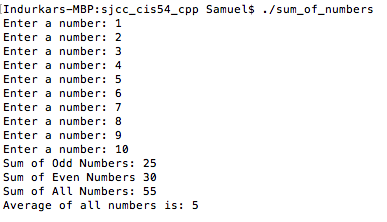 [Indurkars-MBP:sjcc_cis54_cpp Samuel$ ./sum_of_numbers
Enter a number: 1
Enter a number: 2
Enter a number: 3
Enter a number: 4
Enter a number: 5
Enter a number: 6
Enter a number: 7
Enter a number: 8
Enter a number: 9
Enter a number: 10
Sum of Odd Numbers: 25
Sum of Even Numbers 30
Sum of All Numbers: 55
Average of all numbers is: 5